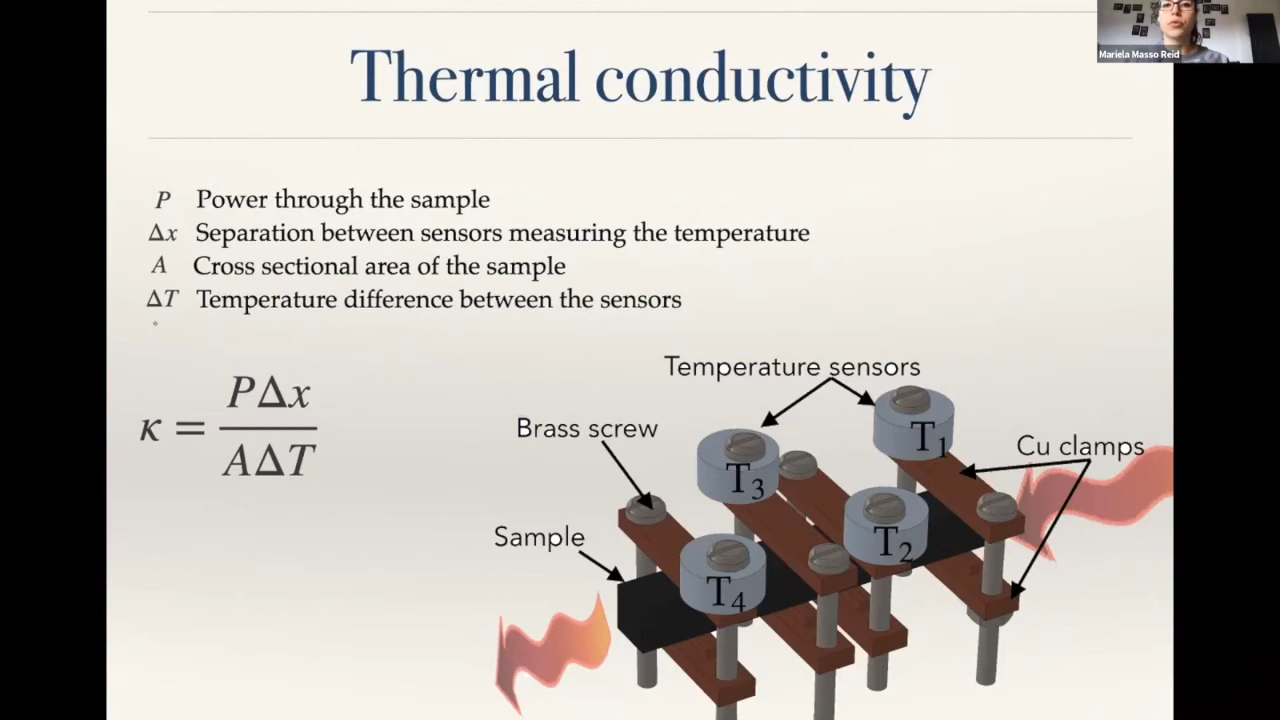 Mariela Masso Reid
Thermal conductivity
P Power through the sample
Δx Separation between sensors measuring the temperature
A Cross sectional area of the sample
ΔT Temperature difference between the sensors
κ = PΔx / AΔT
Temperature sensors
Brass screw
Cu clamps
Sample
T₁
T₃
T₂
T₄